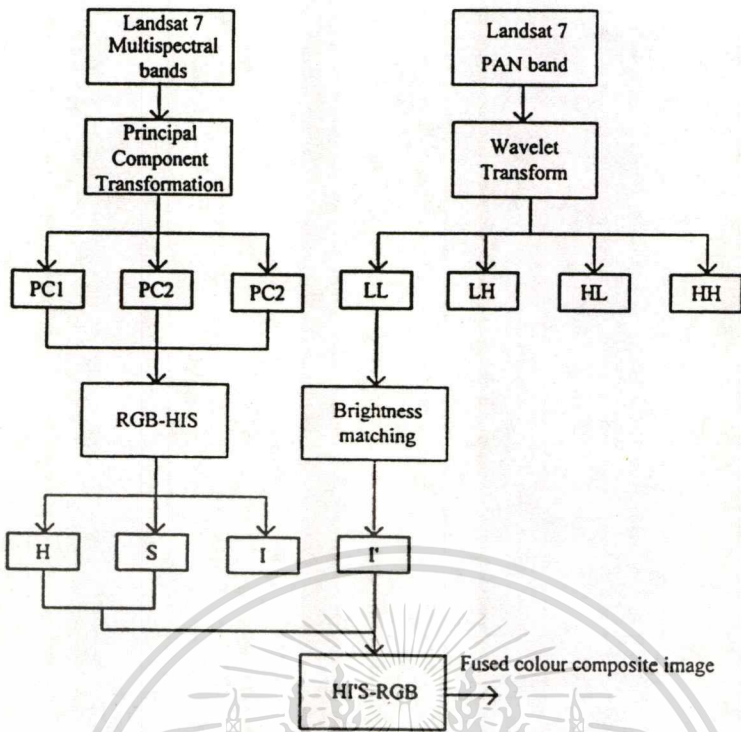 Landsat 7
Multispectral
bands
Landsat 7
PAN band
Principal
Component
Transformation
Wavelet
Transform
PC1
PC2
PC2
LL
LH
HL
HH
RGB-HIS
Brightness
matching
H
S
I
I'
HI'S-RGB
Fused colour composite image